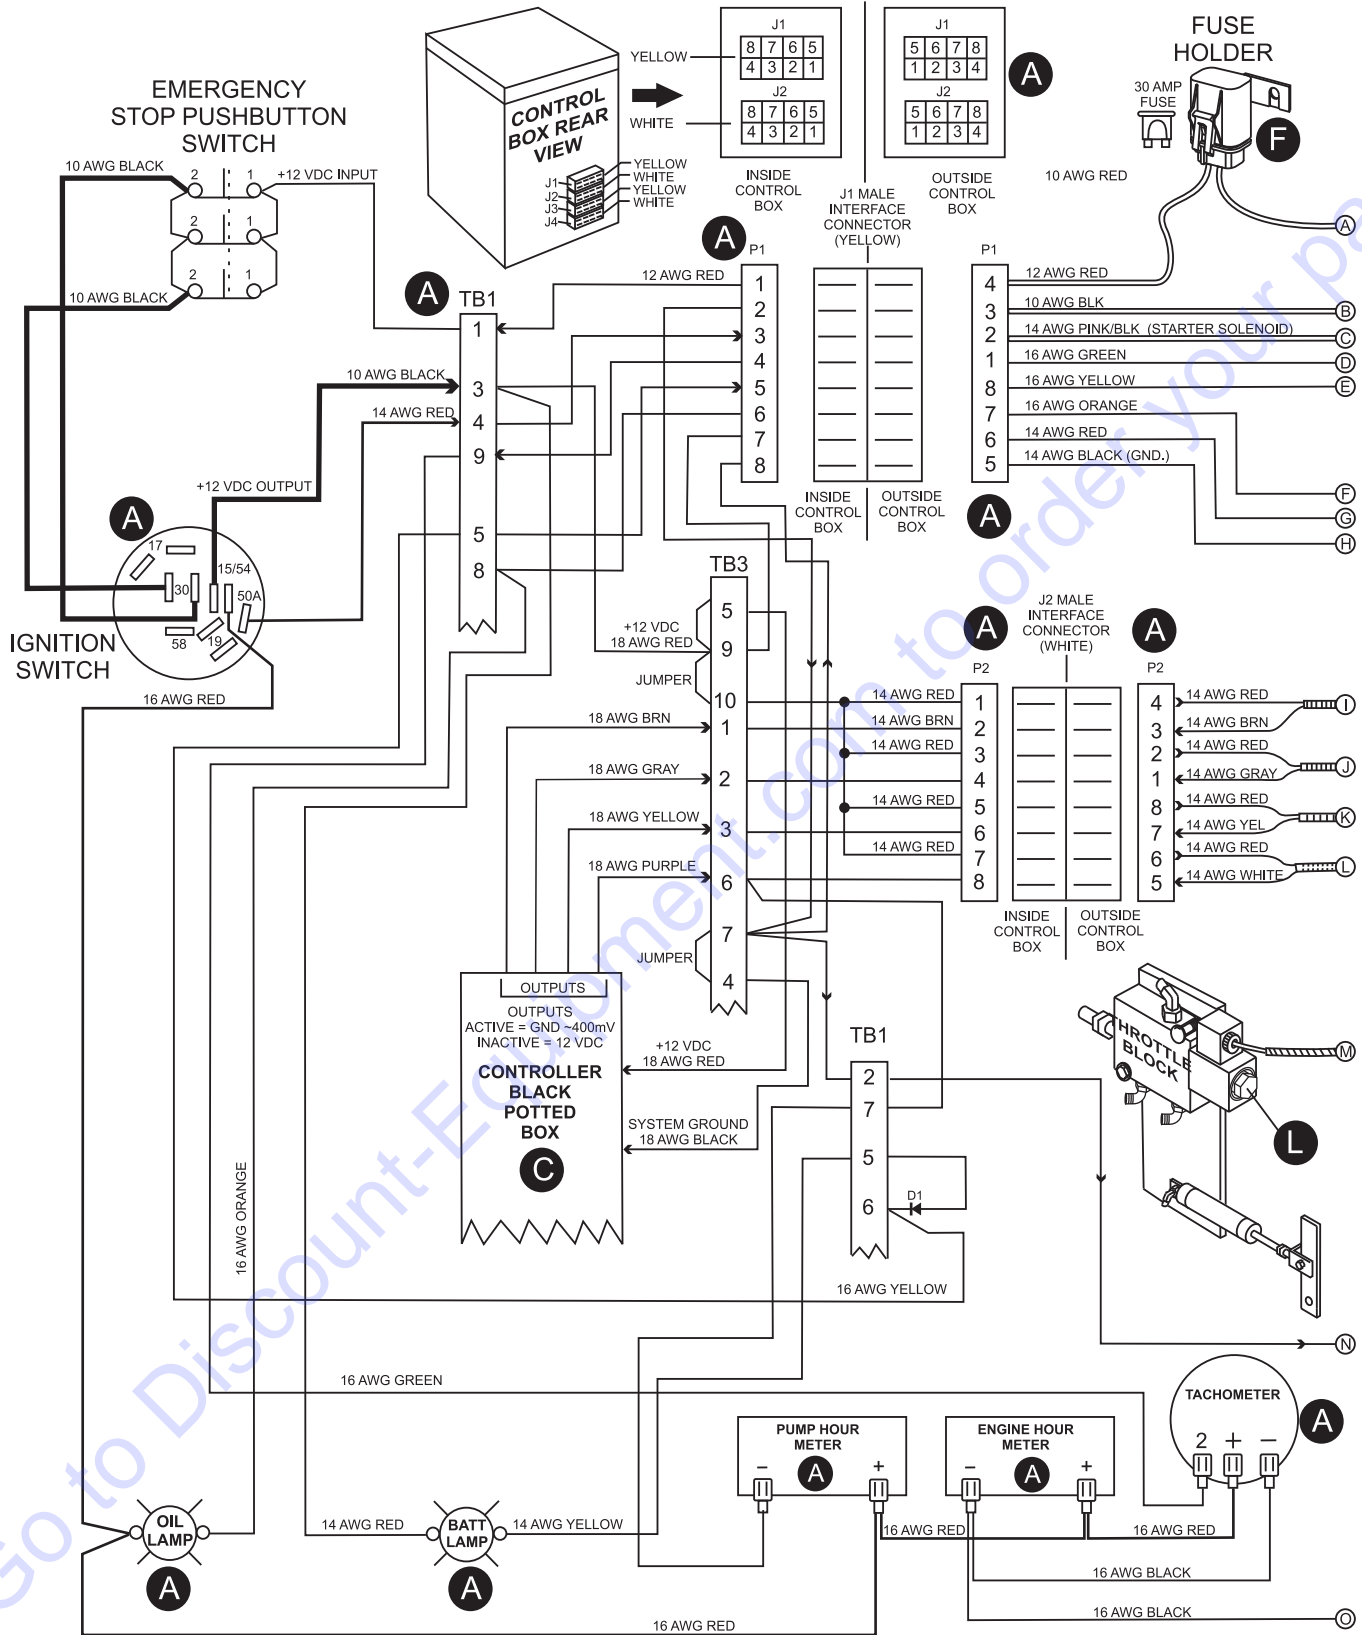 FUSE
HOLDER
30 AMP
FUSE
F
EMERGENCY
STOP PUSHBUTTON
SWITCH
10 AWG BLACK
2 1
+12 VDC INPUT
2 1
2 1
10 AWG BLACK
CONTROL
BOX REAR
VIEW
J1
J2
J3
J4
YELLOW
WHITE
YELLOW
WHITE
YELLOW
WHITE
J1
8 7 6 5
4 3 2 1
J2
8 7 6 5
4 3 2 1
INSIDE
CONTROL
BOX
J1
5 6 7 8
1 2 3 4
J2
5 6 7 8
1 2 3 4
OUTSIDE
CONTROL
BOX
A
J1 MALE
INTERFACE
CONNECTOR
(YELLOW)
10 AWG RED
A
A
P1
12 AWG RED
1
2
3
4
5
6
7
8
INSIDE
CONTROL
BOX
OUTSIDE
CONTROL
BOX
P1
4 12 AWG RED
3 10 AWG BLK B
2 14 AWG PINK/BLK (STARTER SOLENOID) C
1 16 AWG GREEN D
8 16 AWG YELLOW E
7 16 AWG ORANGE F
6 14 AWG RED G
5 14 AWG BLACK (GND.) H
A
A
TB1
1
3
4
9
5
8
10 AWG BLACK
14 AWG RED
+12 VDC OUTPUT
A
17
15/54
30
50A
58
19
IGNITION
SWITCH
16 AWG RED
TB3
5
9
10
1
2
3
6
7
4
+12 VDC
18 AWG RED
JUMPER
18 AWG BRN
18 AWG GRAY
18 AWG YELLOW
18 AWG PURPLE
JUMPER
A
P2
14 AWG RED 1
14 AWG BRN 2
14 AWG RED 3
4
14 AWG RED 5
6
14 AWG RED 7
8
J2 MALE
INTERFACE
CONNECTOR
(WHITE)
INSIDE
CONTROL
BOX
OUTSIDE
CONTROL
BOX
A
P2
4 14 AWG RED I
3 14 AWG BRN
2 14 AWG RED J
1 14 AWG GRAY
8 14 AWG RED K
7 14 AWG YEL
6 14 AWG RED L
5 14 AWG WHITE
OUTPUTS
OUTPUTS
ACTIVE = GND ~400mV
INACTIVE = 12 VDC
CONTROLLER
BLACK
POTTED
BOX
C
+12 VDC
18 AWG RED
SYSTEM GROUND
18 AWG BLACK
TB1
2
7
5
6
D1
16 AWG YELLOW
HROTTLE
BLOCK
M
L
N
16 AWG ORANGE
16 AWG GREEN
TACHOMETER
2 + −
A
PUMP HOUR
METER
A
− +
ENGINE HOUR
METER
A
− +
OIL
LAMP
A
14 AWG RED
BATT
LAMP
A
14 AWG YELLOW
16 AWG RED
16 AWG RED
16 AWG BLACK
16 AWG BLACK
O
16 AWG RED
Go to Discount-Equipment.com to order your pa